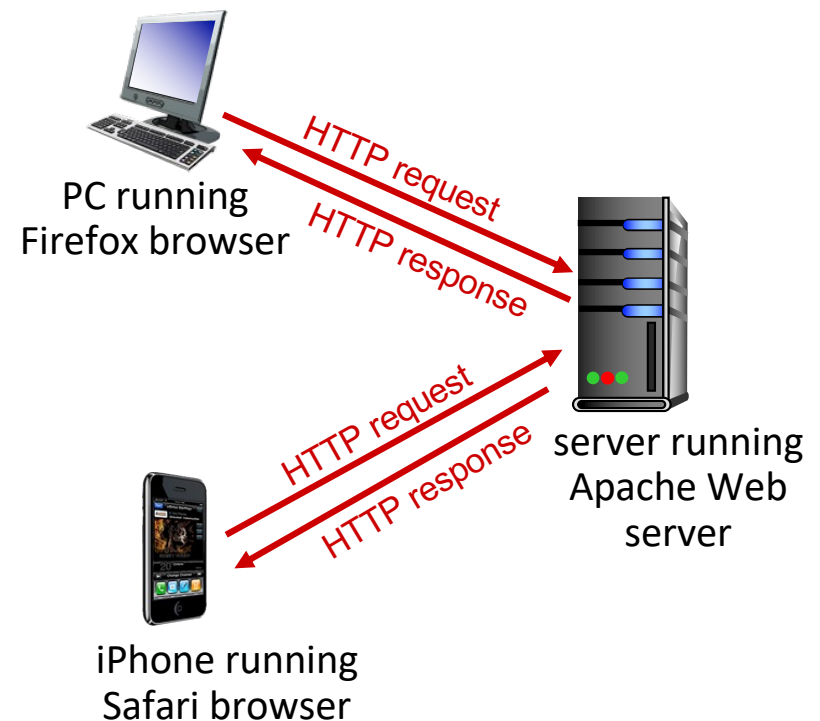 HTTP request
PC running
Firefox browser
HTTP response
HTTP request
server running
Apache Web
server
HTTP response
iPhone running
Safari browser